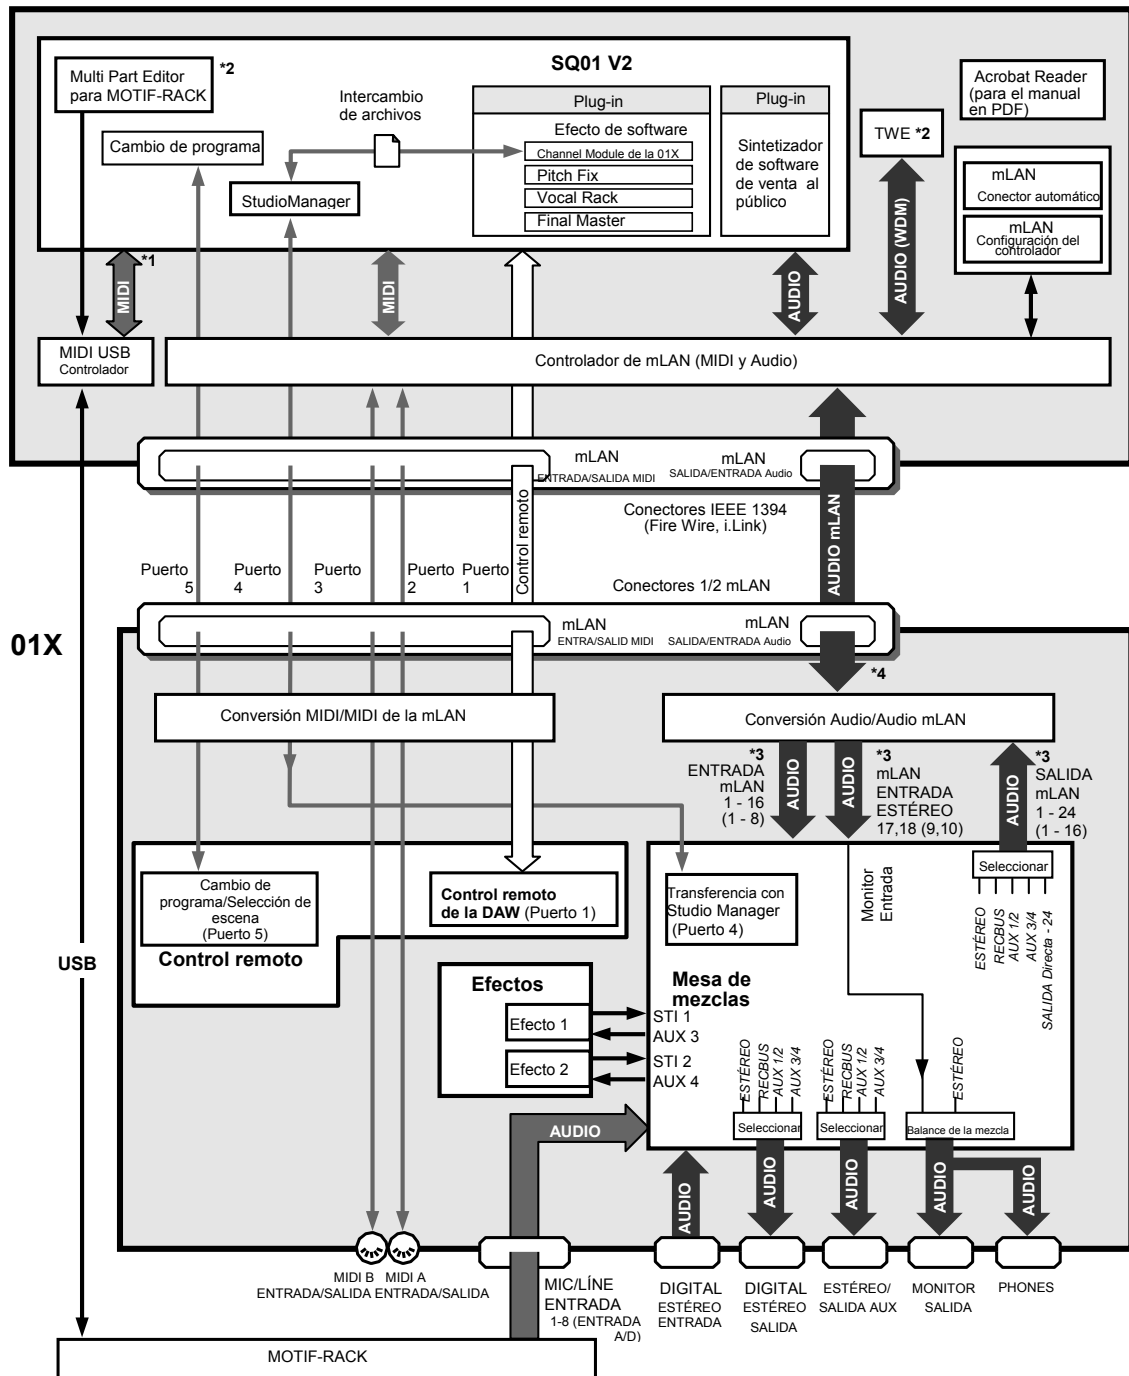 SQ01 V2
Multi Part Editor
para MOTIF-RACK
*2
Intercambio
de archivos
Cambio de programa
StudioManager
Plug-in
Efecto de software
Channel Module de la 01X
Pitch Fix
Vocal Rack
Final Master
Plug-in
Sintetizador
de software
de venta al
público
TWE *2
Acrobat Reader
(para el manual
en PDF)
mLAN
Conector automático
mLAN
Configuración del
controlador
*1
MIDI
MIDI
AUDIO
AUDIO (WDM)
MIDI USB
Controlador
Controlador de mLAN (MIDI y Audio)
mLAN
ENTRADA/SALIDA MIDI
mLAN
SALIDA/ENTRADA Audio
Conectores IEEE 1394
(Fire Wire, i.Link)
Control remoto
AUDIO mLAN
Puerto
5
Puerto
4
Puerto
3
Puerto
2
Puerto
1
Conectores 1/2 mLAN
01X
mLAN
ENTRA/SALID MIDI
mLAN
SALIDA/ENTRADA Audio
*4
Conversión MIDI/MIDI de la mLAN
Conversión Audio/Audio mLAN
*3
ENTRADA
mLAN
1 - 16
(1 - 8)
AUDIO
AUDIO
*3
mLAN
ENTRADA
ESTÉREO
17,18 (9,10)
AUDIO
*3
SALIDA
mLAN
1 - 24
(1 - 16)
Cambio de
programa/Selección de
escena
(Puerto 5)
Control remoto
Control remoto
de la DAW (Puerto 1)
Transferencia con
Studio Manager
(Puerto 4)
Monitor
Entrada
Seleccionar
ESTÉREO
RECBUS
AUX 1/2
AUX 3/4
SALIDA Directa - 24
USB
Efectos
Efecto 1
Efecto 2
Mesa de
mezclas
STI 1
AUX 3
STI 2
AUX 4
ESTÉREO
RECBUS
AUX 1/2
AUX 3/4
ESTÉREO
RECBUS
AUX 1/2
AUX 3/4
ESTÉREO
Seleccionar
Seleccionar
Balance de la mezcla
AUDIO
AUDIO
AUDIO
AUDIO
AUDIO
AUDIO
MIDI B
ENTRADA/SALIDA
MIDI A
ENTRADA/SALIDA
MIC/LÍNE
ENTRADA
1-8 (ENTRADA
A/D)
DIGITAL
ESTÉREO
ENTRADA
DIGITAL
ESTÉREO
SALIDA
ESTÉREO/
SALIDA AUX
MONITOR
SALIDA
PHONES
MOTIF-RACK